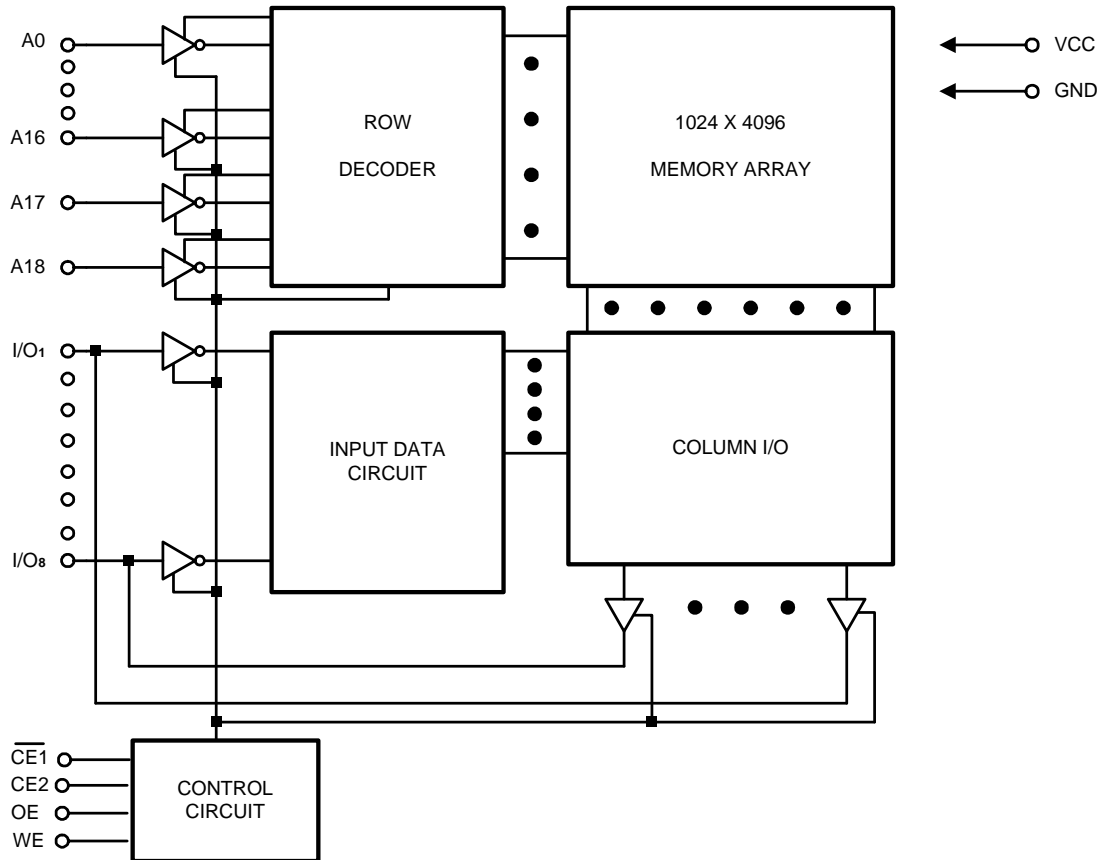 A0
A16
A17
A18
ROW
DECODER
1024 X 4096
MEMORY ARRAY
VCC
GND
I/O₁
I/O₈
INPUT DATA
CIRCUIT
COLUMN I/O
C̅E̅1̅
CE2
OE
WE
CONTROL
CIRCUIT